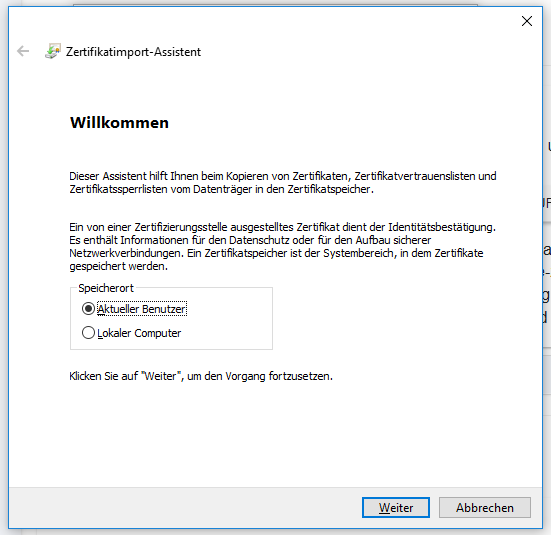 Zertifikatimport-Assistent
Willkommen
Dieser Assistent hilft Ihnen beim Kopieren von Zertifikaten, Zertifikatvertrauenslisten und
Zertifikatssperrlisten vom Datenträger in den Zertifikatspeicher.
Ein von einer Zertifizierungsstelle ausgestelltes Zertifikat dient der Identitätsbestätigung.
Es enthält Informationen für den Datenschutz oder für den Aufbau sicherer
Netzwerkverbindungen. Ein Zertifikatspeicher ist der Systembereich, in dem Zertifikate
gespeichert werden.
Speicherort
Aktueller Benutzer
Lokaler Computer
Klicken Sie auf "Weiter", um den Vorgang fortzusetzen.
Weiter
Abbrechen